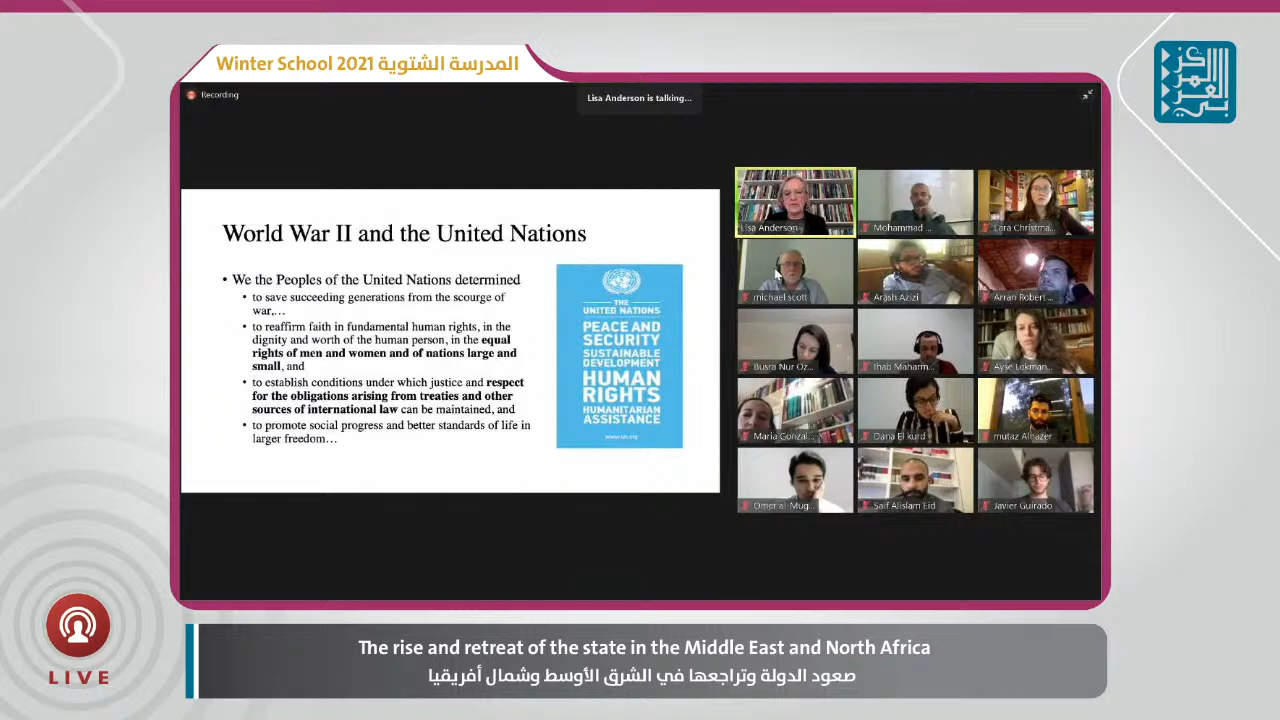 Winter School 2021 المدرسة الشتوية
المركز
العربي
Recording
Lisa Anderson is talking...
World War II and the United Nations
• We the Peoples of the United Nations determined
• to save succeeding generations from the scourge of
war,…
• to reaffirm faith in fundamental human rights, in the
dignity and worth of the human person, in the equal
rights of men and women and of nations large and
small, and
• to establish conditions under which justice and respect
for the obligations arising from treaties and other
sources of international law can be maintained, and
• to promote social progress and better standards of life in
larger freedom…
THE
UNITED NATIONS
PEACE AND
SECURITY
SUSTAINABLE
DEVELOPMENT
HUMAN
RIGHTS
HUMANITARIAN
ASSISTANCE
www.un.org
Lisa Anderson
Mohammad ...
Lara Christma...
michael scott
Arash Azizi
Arran Robert ...
Busra Nur Oz...
Ihab Maharm...
Ayse Lokman...
Maria Gonzal...
Dana El kurd
mutaz Alnazer
Omer al-Mug...
Saif Alislam Eid
Javier Guirado
LIVE
The rise and retreat of the state in the Middle East and North Africa
صعود الدولة وتراجعها في الشرق الأوسط وشمال أفريقيا